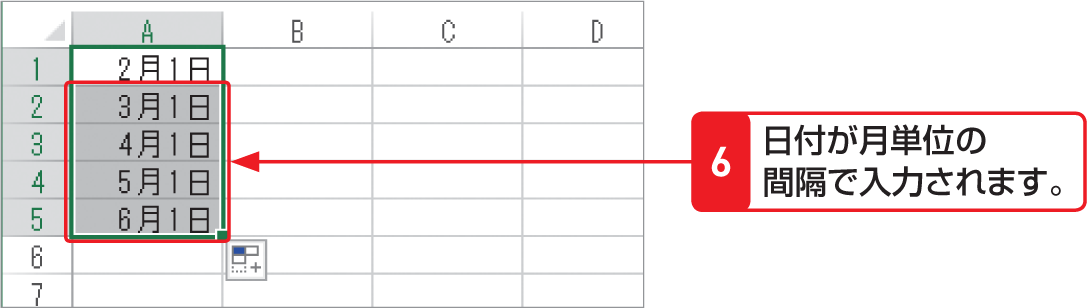 A B C D
1 2月1日
2 3月1日
3 4月1日
4 5月1日
5 6月1日
6
7
6 日付が月単位の
間隔で入力されます。